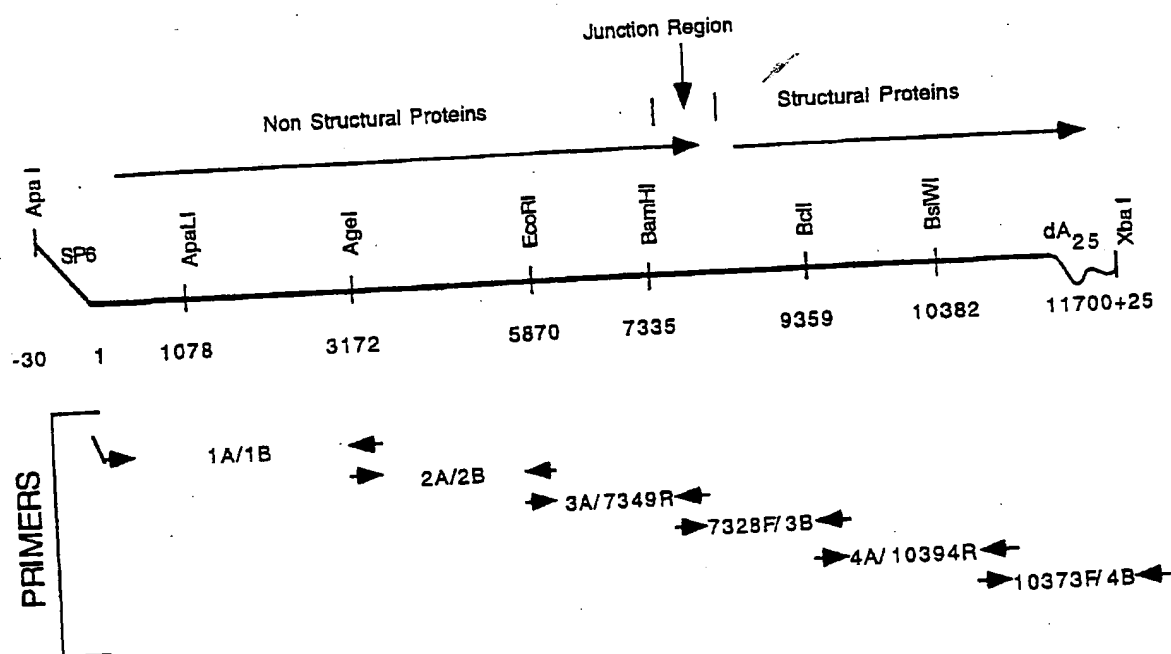 Junction Region
Non Structural Proteins
Structural Proteins
Apa I
SP6
ApaLI
AgeI
EcoRI
BamHI
BclI
BsiWI
dA25
Xba I
-30
1
1078
3172
5870
7335
9359
10382
11700+25
PRIMERS
1A/1B
2A/2B
3A/7349R
7328F/3B
4A/10394R
10373F/4B